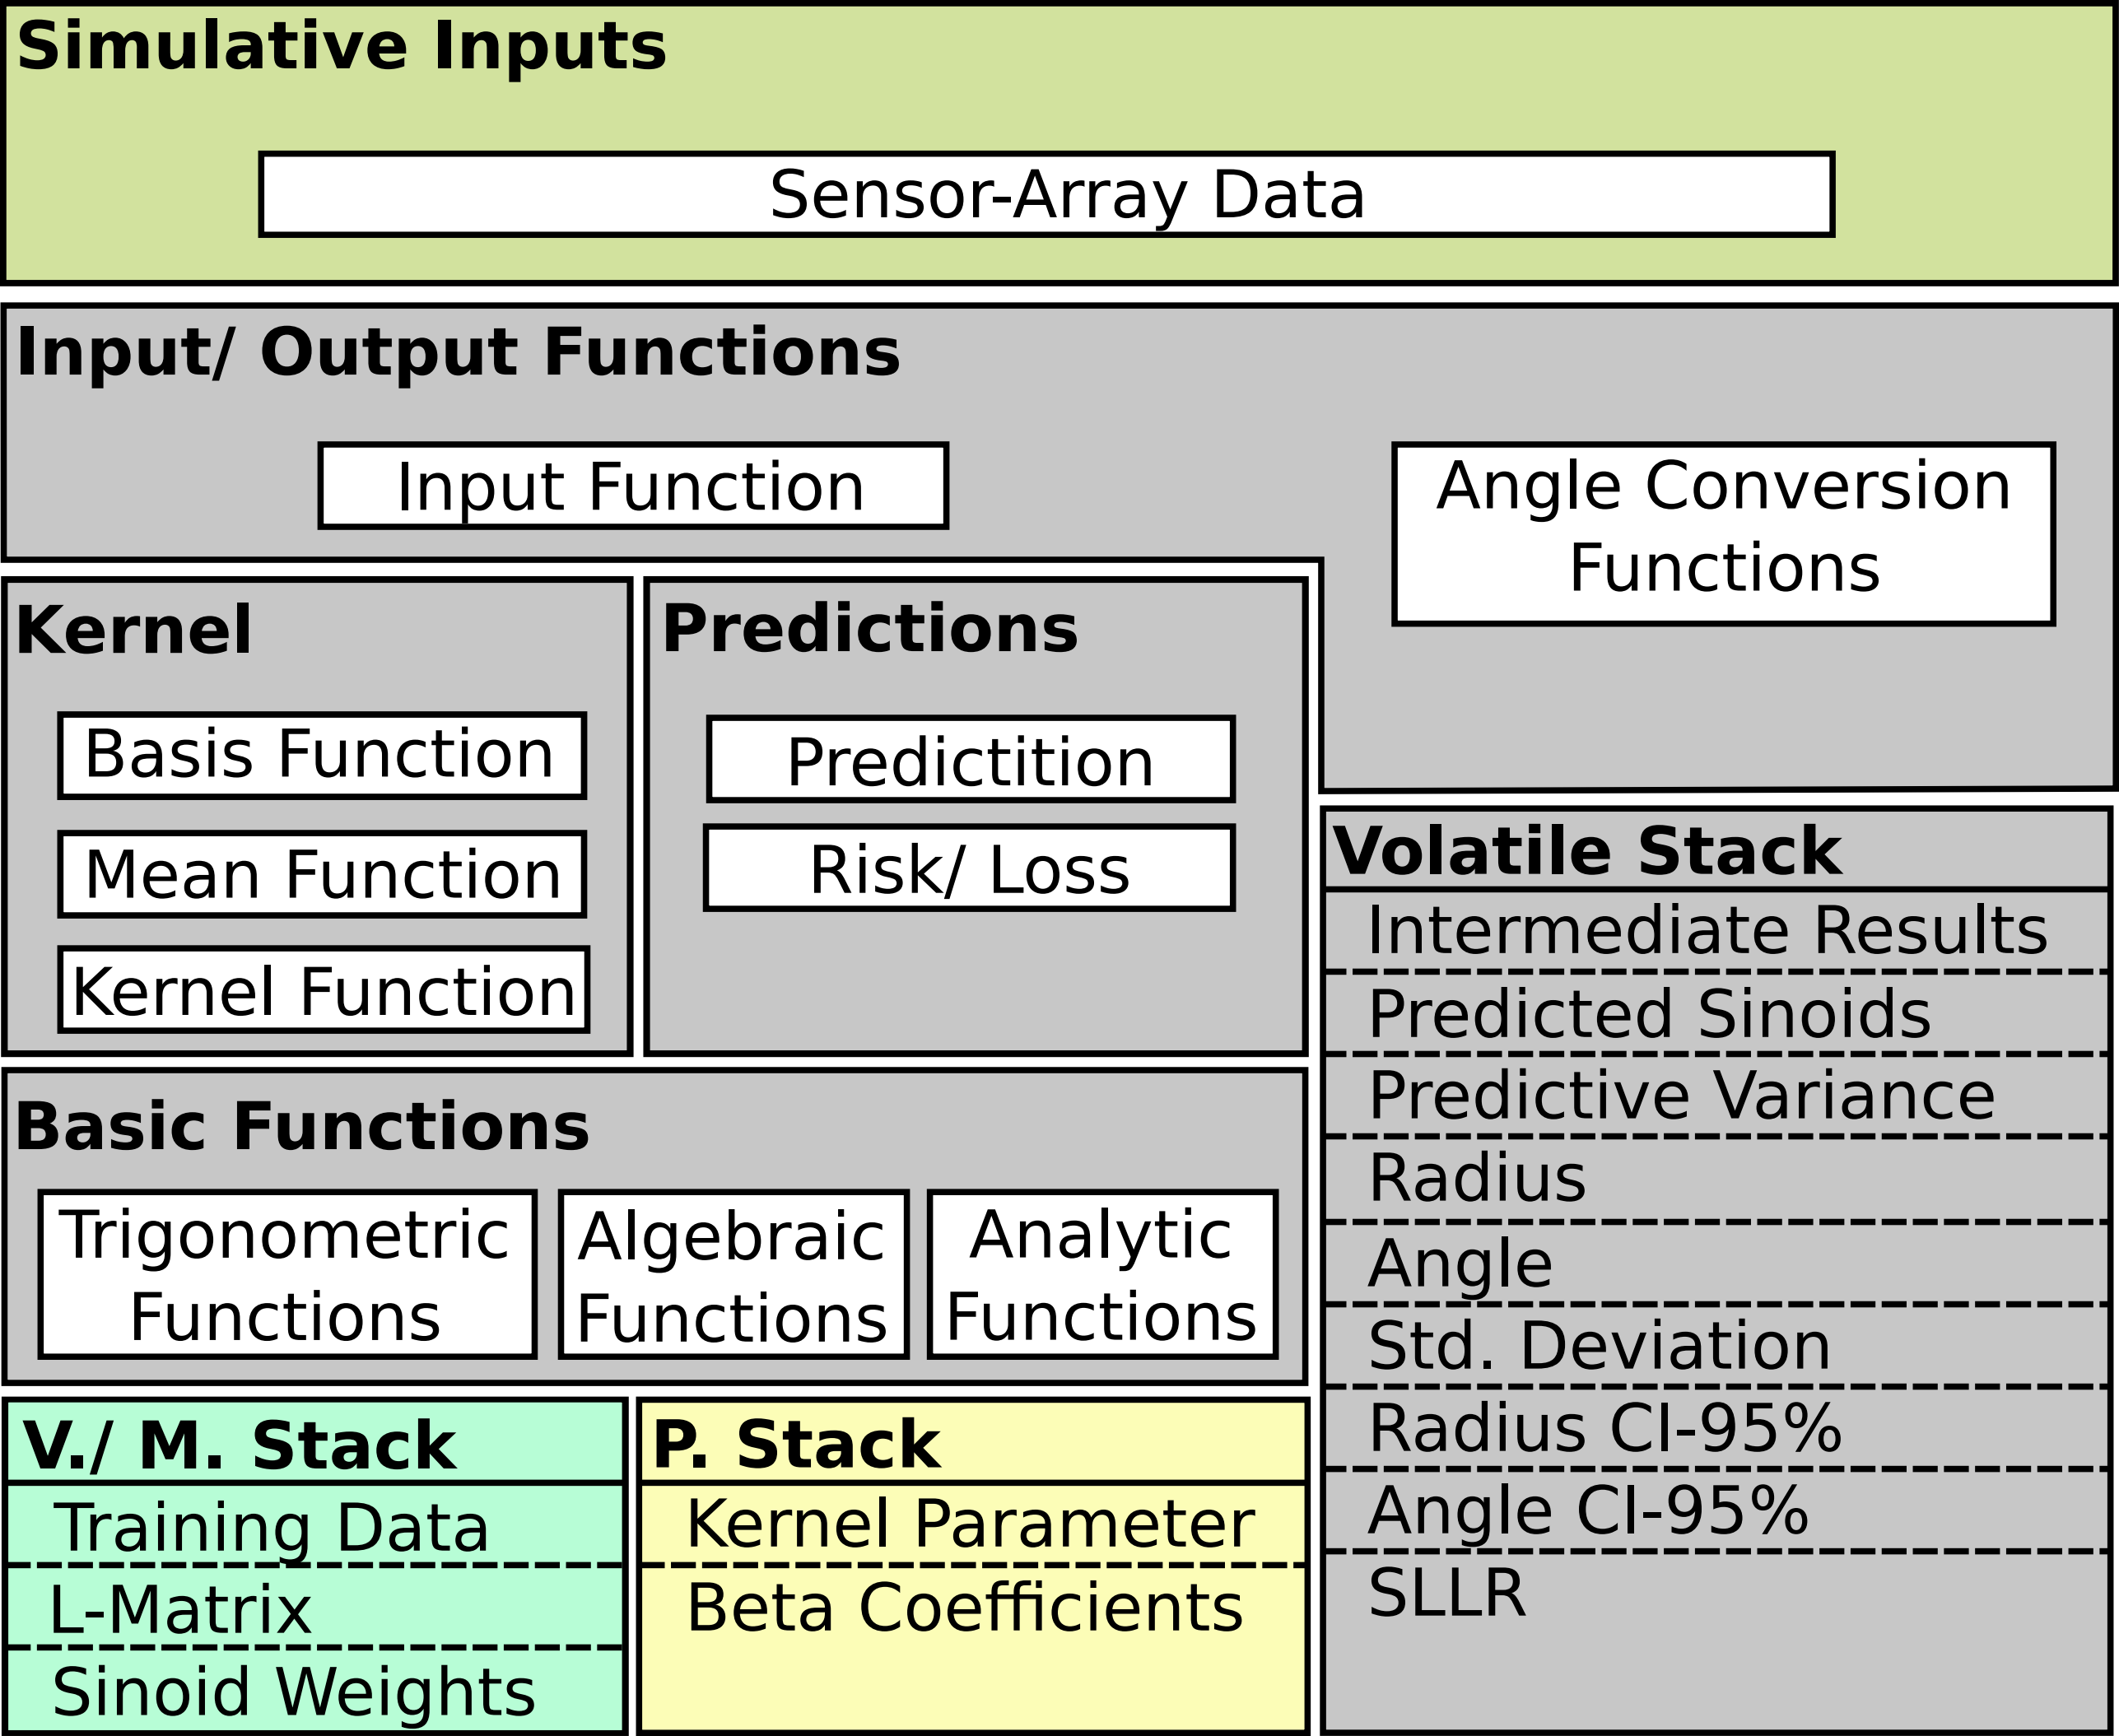 Simulative Inputs
Sensor-Array Data
Input/ Output Functions
Input Function
Angle Conversion
Functions
Kernel
Basis Function
Mean Function
Kernel Function
Predictions
Predictition
Risk/ Loss
Basic Functions
Trigonometric
Functions
Algebraic
Functions
Analytic
Functions
V./ M. Stack
Training Data
L-Matrix
Sinoid Weights
P. Stack
Kernel Parameter
Beta Coefficients
Volatile Stack
Intermediate Results
Predicted Sinoids
Predictive Variance
Radius
Angle
Std. Deviation
Radius CI-95%
Angle CI-95%
SLLR